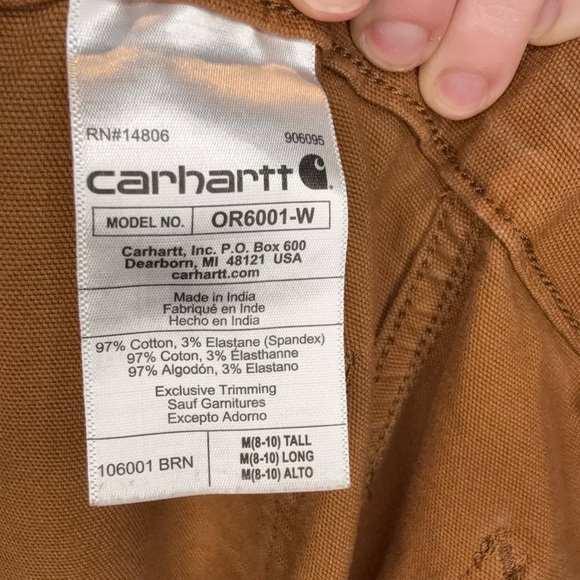 RN#14806 906095
carhartt
MODEL NO. OR6001-W
Carhartt, Inc. P.O. Box 600
Dearborn, MI 48121 USA
carhartt.com
Made in India
Fabriqué en Inde
Hecho en India
97% Cotton, 3% Elastane (Spandex)
97% Coton, 3% Élasthanne
97% Algodón, 3% Elastano
Exclusive Trimming
Sauf Garnitures
Excepto Adorno
106001 BRN
M(8-10) TALL
M(8-10) LONG
M(8-10) ALTO